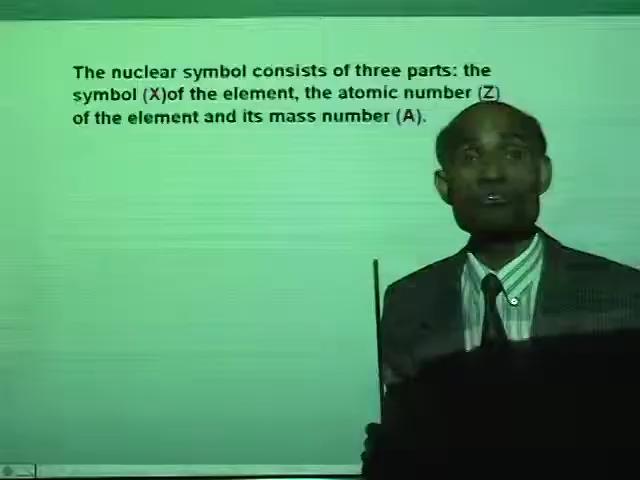 The nuclear symbol consists of three parts: the
symbol (X)of the element, the atomic number (Z)
of the element and its mass number (A).